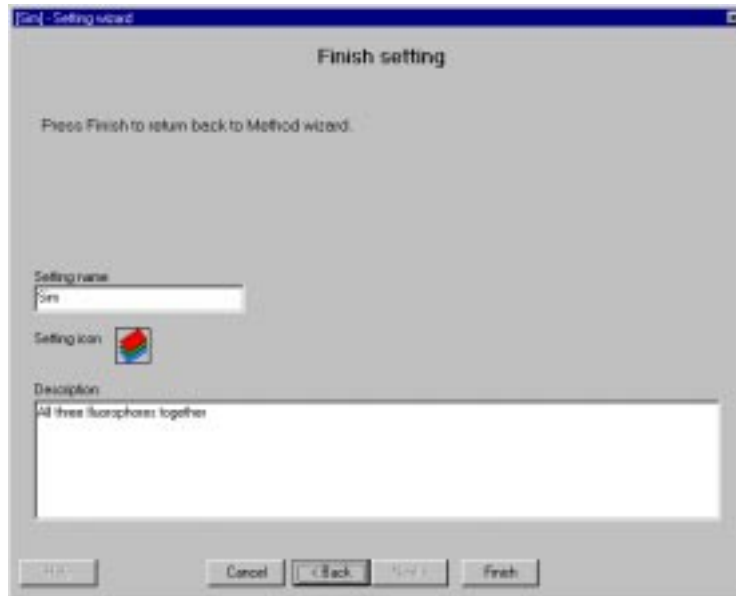 [Sim] - Setting wizard
Finish setting
Press Finish to return back to Method wizard.
Setting name
Sim
Setting icon
Description
All three fluorophores together
Cancel
< Back
Next >
Finish